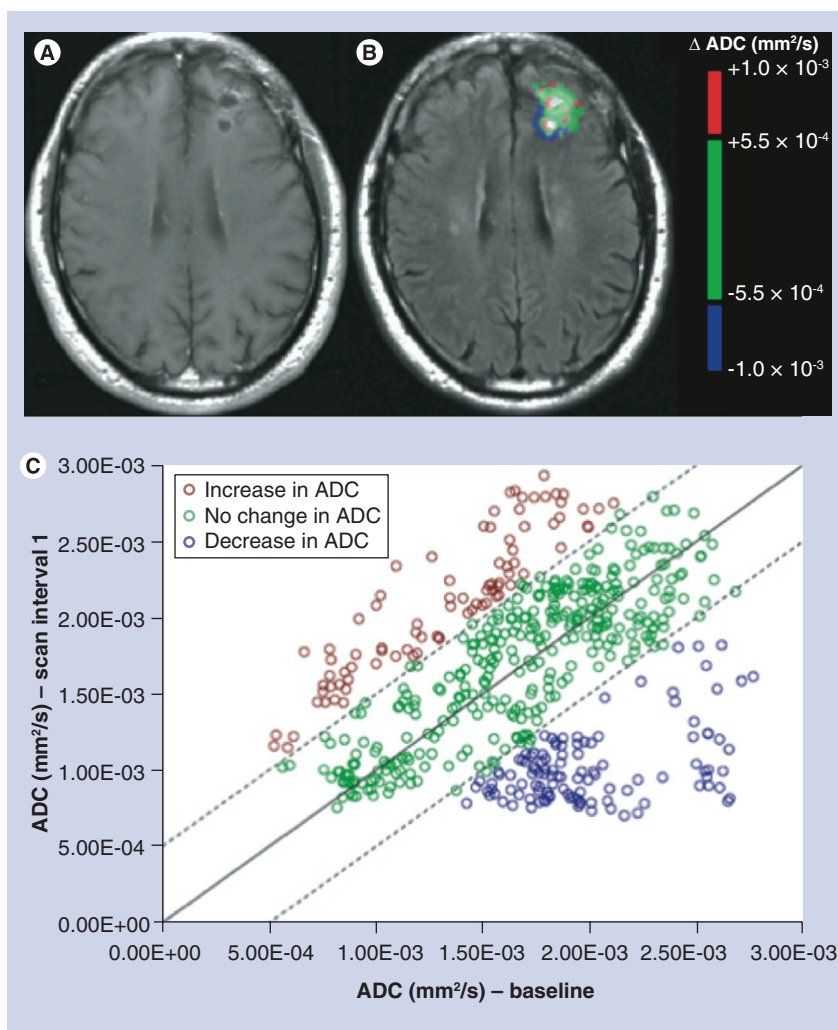 A
B
Δ ADC (mm²/s)
+1.0 × 10⁻³
+5.5 × 10⁻⁴
-5.5 × 10⁻⁴
-1.0 × 10⁻³
C
3.00E-03
2.50E-03
2.00E-03
1.50E-03
1.00E-03
5.00E-04
0.00E+00
ADC (mm²/s) – scan interval 1
Increase in ADC
No change in ADC
Decrease in ADC
0.00E+00 5.00E-04 1.00E-03 1.50E-03 2.00E-03 2.50E-03 3.00E-03
ADC (mm²/s) – baseline